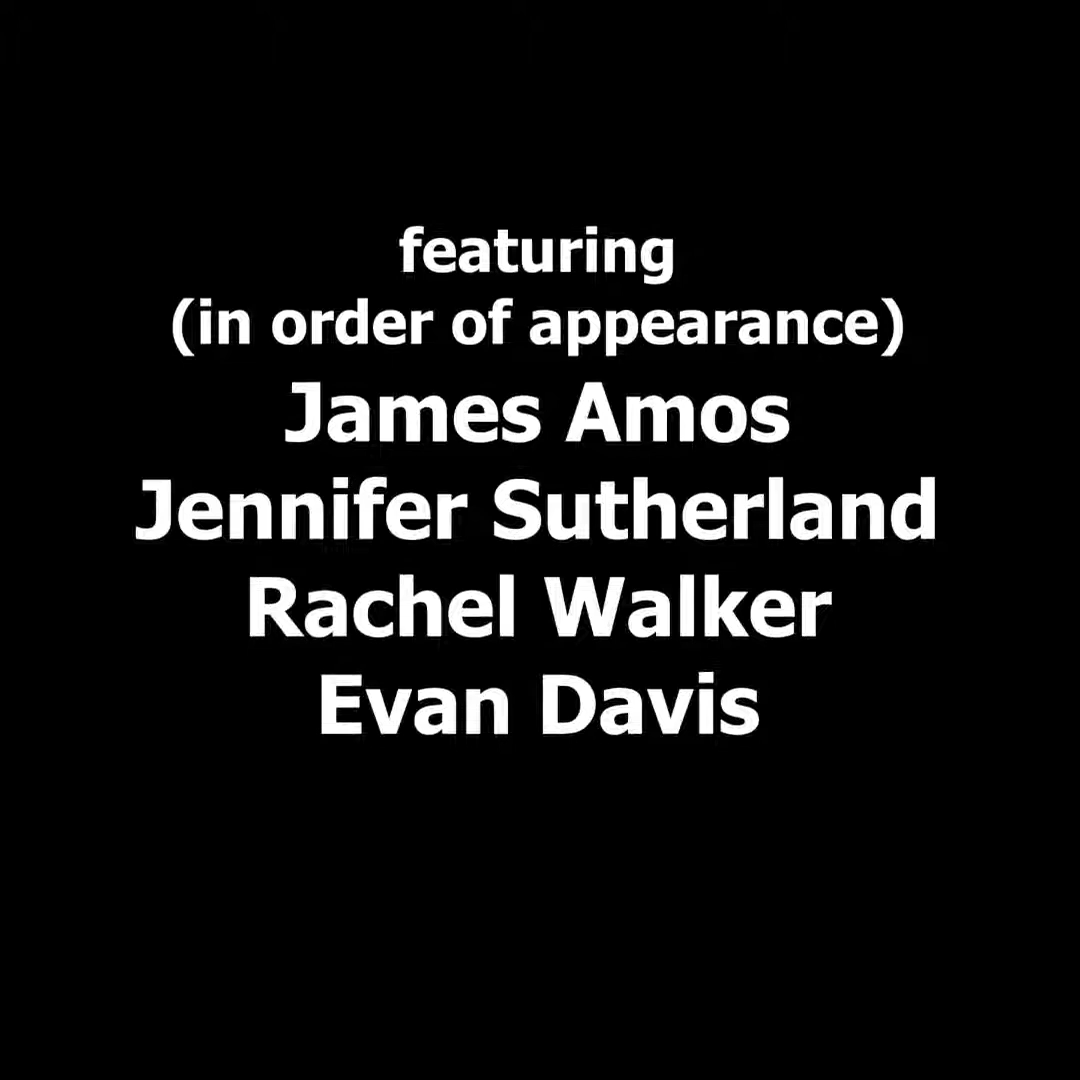 featuring
(in order of appearance)
James Amos
Jennifer Sutherland
Rachel Walker
Evan Davis